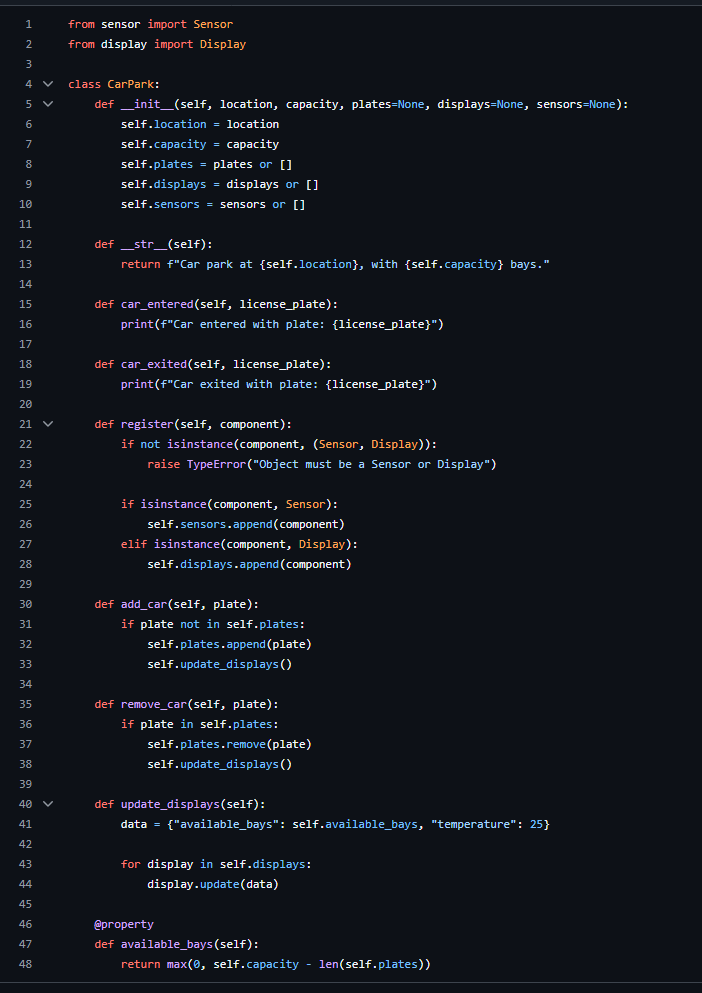 1 from sensor import Sensor
2 from display import Display
3
4 class CarPark:
5     def __init__(self, location, capacity, plates=None, displays=None, sensors=None):
6         self.location = location
7         self.capacity = capacity
8         self.plates = plates or []
9         self.displays = displays or []
10         self.sensors = sensors or []
11
12     def __str__(self):
13         return f"Car park at {self.location}, with {self.capacity} bays."
14
15     def car_entered(self, license_plate):
16         print(f"Car entered with plate: {license_plate}")
17
18     def car_exited(self, license_plate):
19         print(f"Car exited with plate: {license_plate}")
20
21     def register(self, component):
22         if not isinstance(component, (Sensor, Display)):
23             raise TypeError("Object must be a Sensor or Display")
24
25         if isinstance(component, Sensor):
26             self.sensors.append(component)
27         elif isinstance(component, Display):
28             self.displays.append(component)
29
30     def add_car(self, plate):
31         if plate not in self.plates:
32             self.plates.append(plate)
33             self.update_displays()
34
35     def remove_car(self, plate):
36         if plate in self.plates:
37             self.plates.remove(plate)
38             self.update_displays()
39
40     def update_displays(self):
41         data = {"available_bays": self.available_bays, "temperature": 25}
42
43         for display in self.displays:
44             display.update(data)
45
46     @property
47     def available_bays(self):
48         return max(0, self.capacity - len(self.plates))